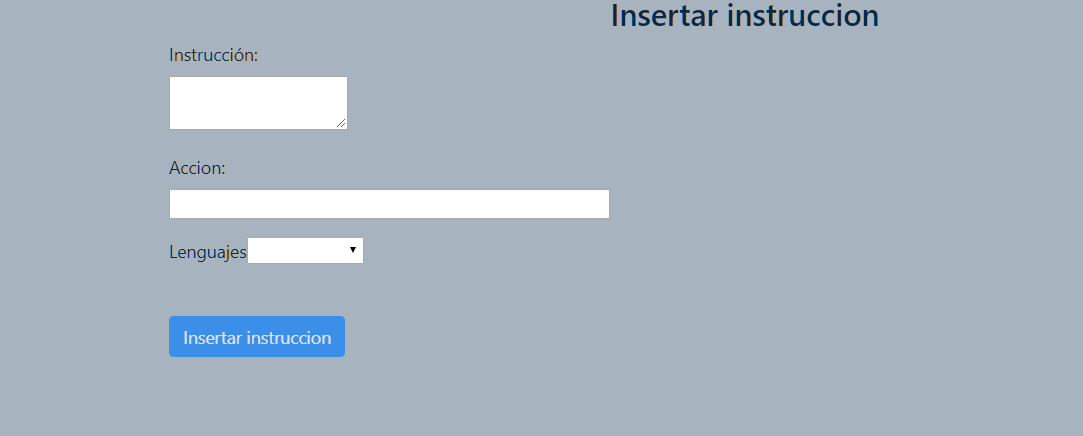 Insertar instruccion
Instrucción:
Accion:
Lenguajes
Insertar instruccion